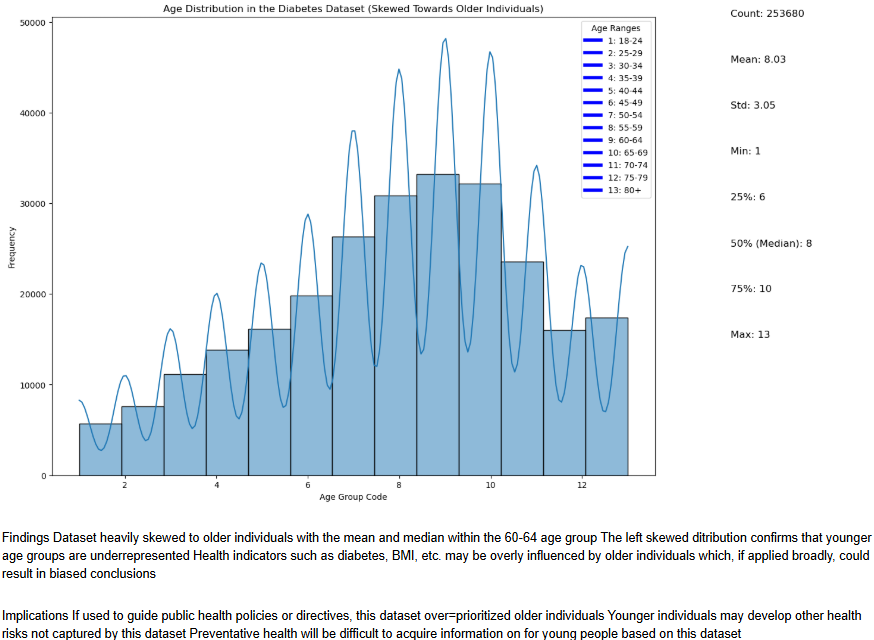 Age Distribution in the Diabetes Dataset (Skewed Towards Older Individuals)
Count: 253680
Mean: 8.03
Std: 3.05
Min: 1
25%: 6
50% (Median): 8
75%: 10
Max: 13
Age Ranges
1: 18-24
2: 25-29
3: 30-34
4: 35-39
5: 40-44
6: 45-49
7: 50-54
8: 55-59
9: 60-64
10: 65-69
11: 70-74
12: 75-79
13: 80+
Frequency
50000
40000
30000
20000
10000
0
2
4
6
8
10
12
Age Group Code
Findings Dataset heavily skewed to older individuals with the mean and median within the 60-64 age group The left skewed ditribution confirms that younger
age groups are underrepresented Health indicators such as diabetes, BMI, etc. may be overly influenced by older individuals which, if applied broadly, could
result in biased conclusions
Implications If used to guide public health policies or directives, this dataset over=prioritized older individuals Younger individuals may develop other health
risks not captured by this dataset Preventative health will be difficult to acquire information on for young people based on this dataset